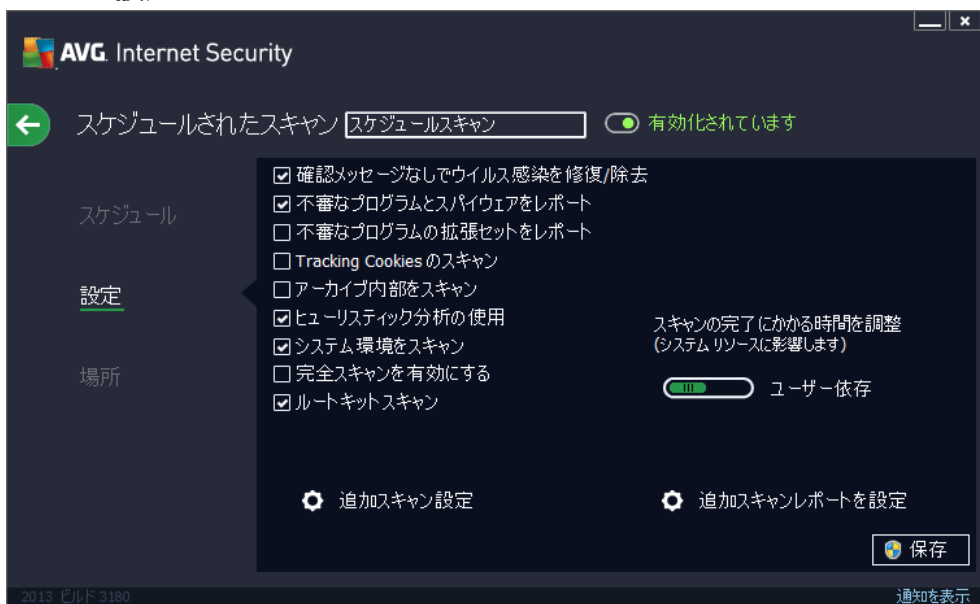 AVG. Internet Security
スケジュールされたスキャン スケジュールスキャン 有効化されています
スケジュール
設定
場所
確認メッセージなしでウイルス感染を修復/除去
不審なプログラムとスパイウェアをレポート
不審なプログラムの拡張セットをレポート
Tracking Cookies のスキャン
アーカイブ内部をスキャン
ヒューリスティック分析の使用
システム環境をスキャン
完全スキャンを有効にする
ルートキットスキャン
スキャンの完了にかかる時間を調整
(システム リソースに影響します)
ユーザー依存
追加スキャン設定
追加スキャンレポートを設定
保存
2013 ビルド 3180
通知を表示